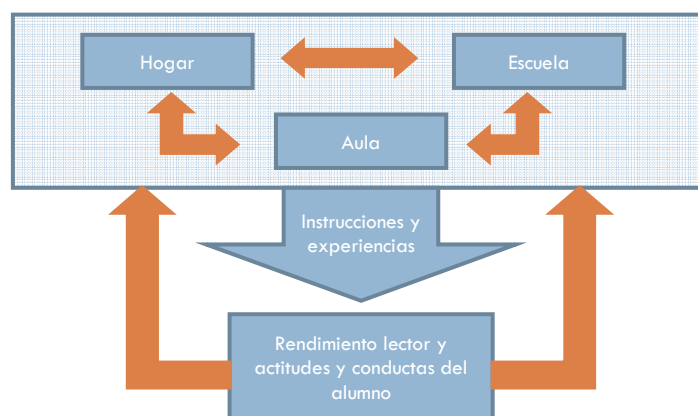 Hogar
Escuela
Aula
Instrucciones y
experiencias
Rendimiento lector y
actitudes y conductas del
alumno